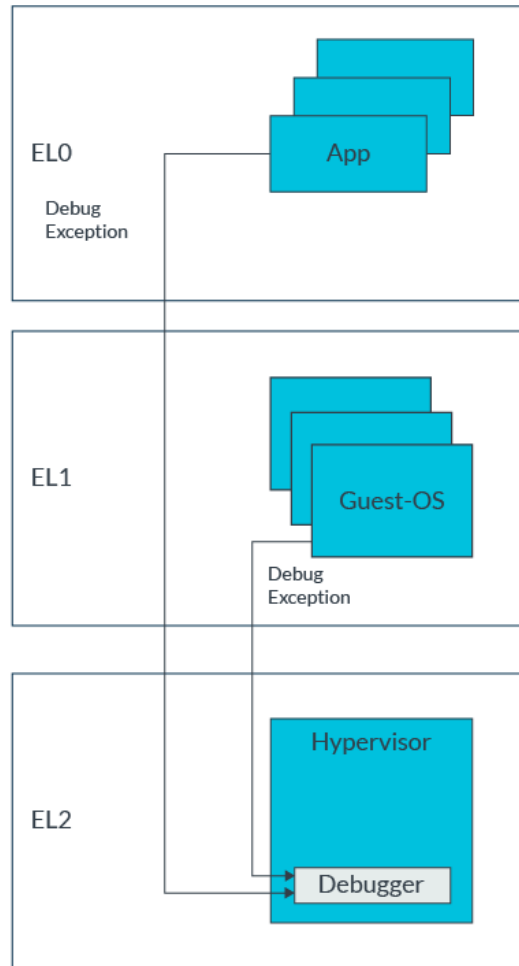 App
EL0
Debug
Exception
EL1
Guest-OS
Debug
Exception
Hypervisor
EL2
Debugger